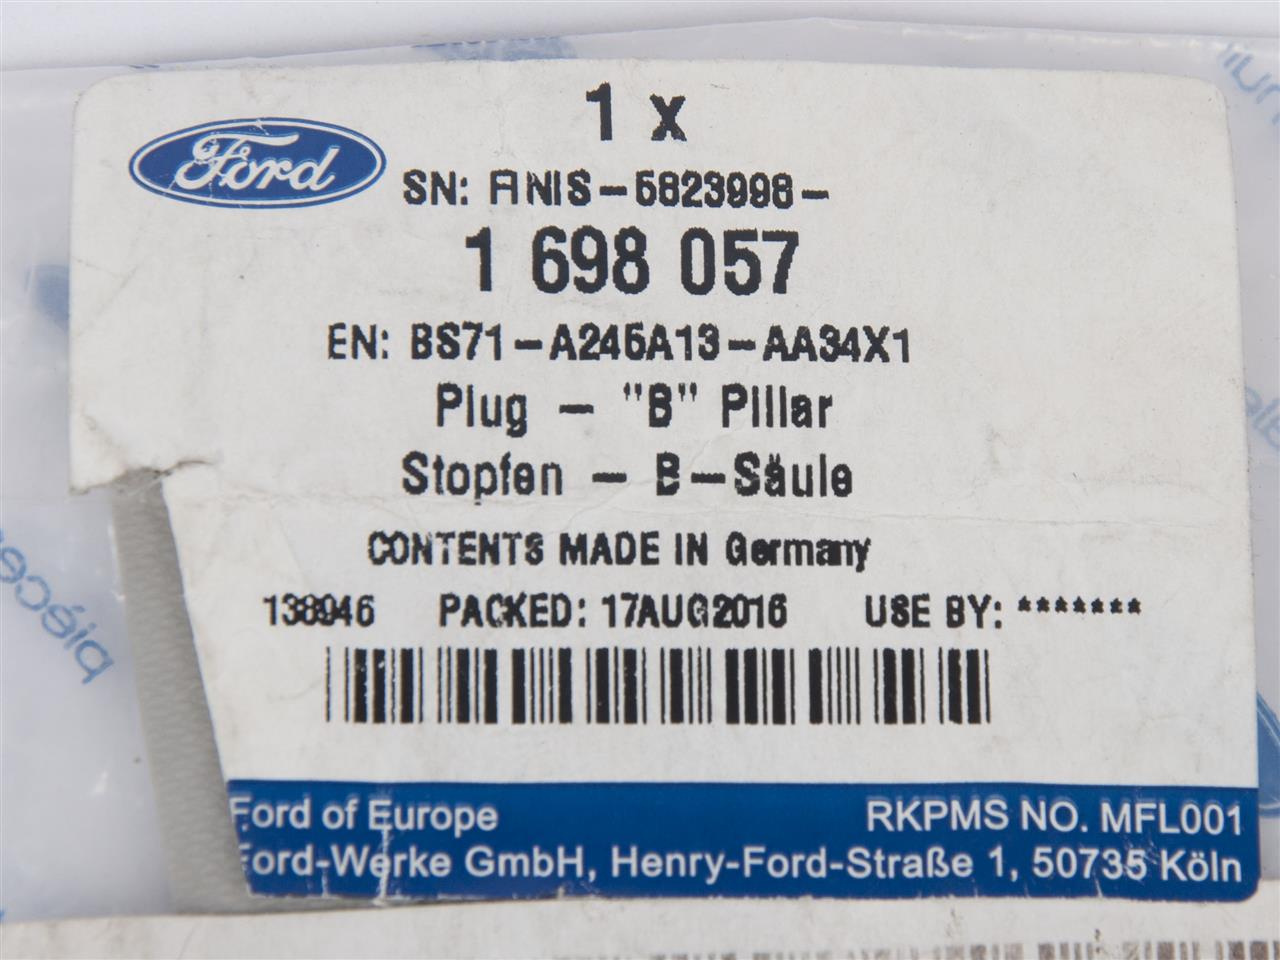 1 x
Ford
SN: FINIS-5823998-
1 698 057
EN: BS71-A245A13-AA34X1
Plug - "B" Pillar
Stopfen - B-Säule
CONTENTS MADE IN Germany
138946 PACKED: 17AUG2016 USE BY: *******
Ford of Europe RKPMS NO. MFL001
Ford-Werke GmbH, Henry-Ford-Straße 1, 50735 Köln